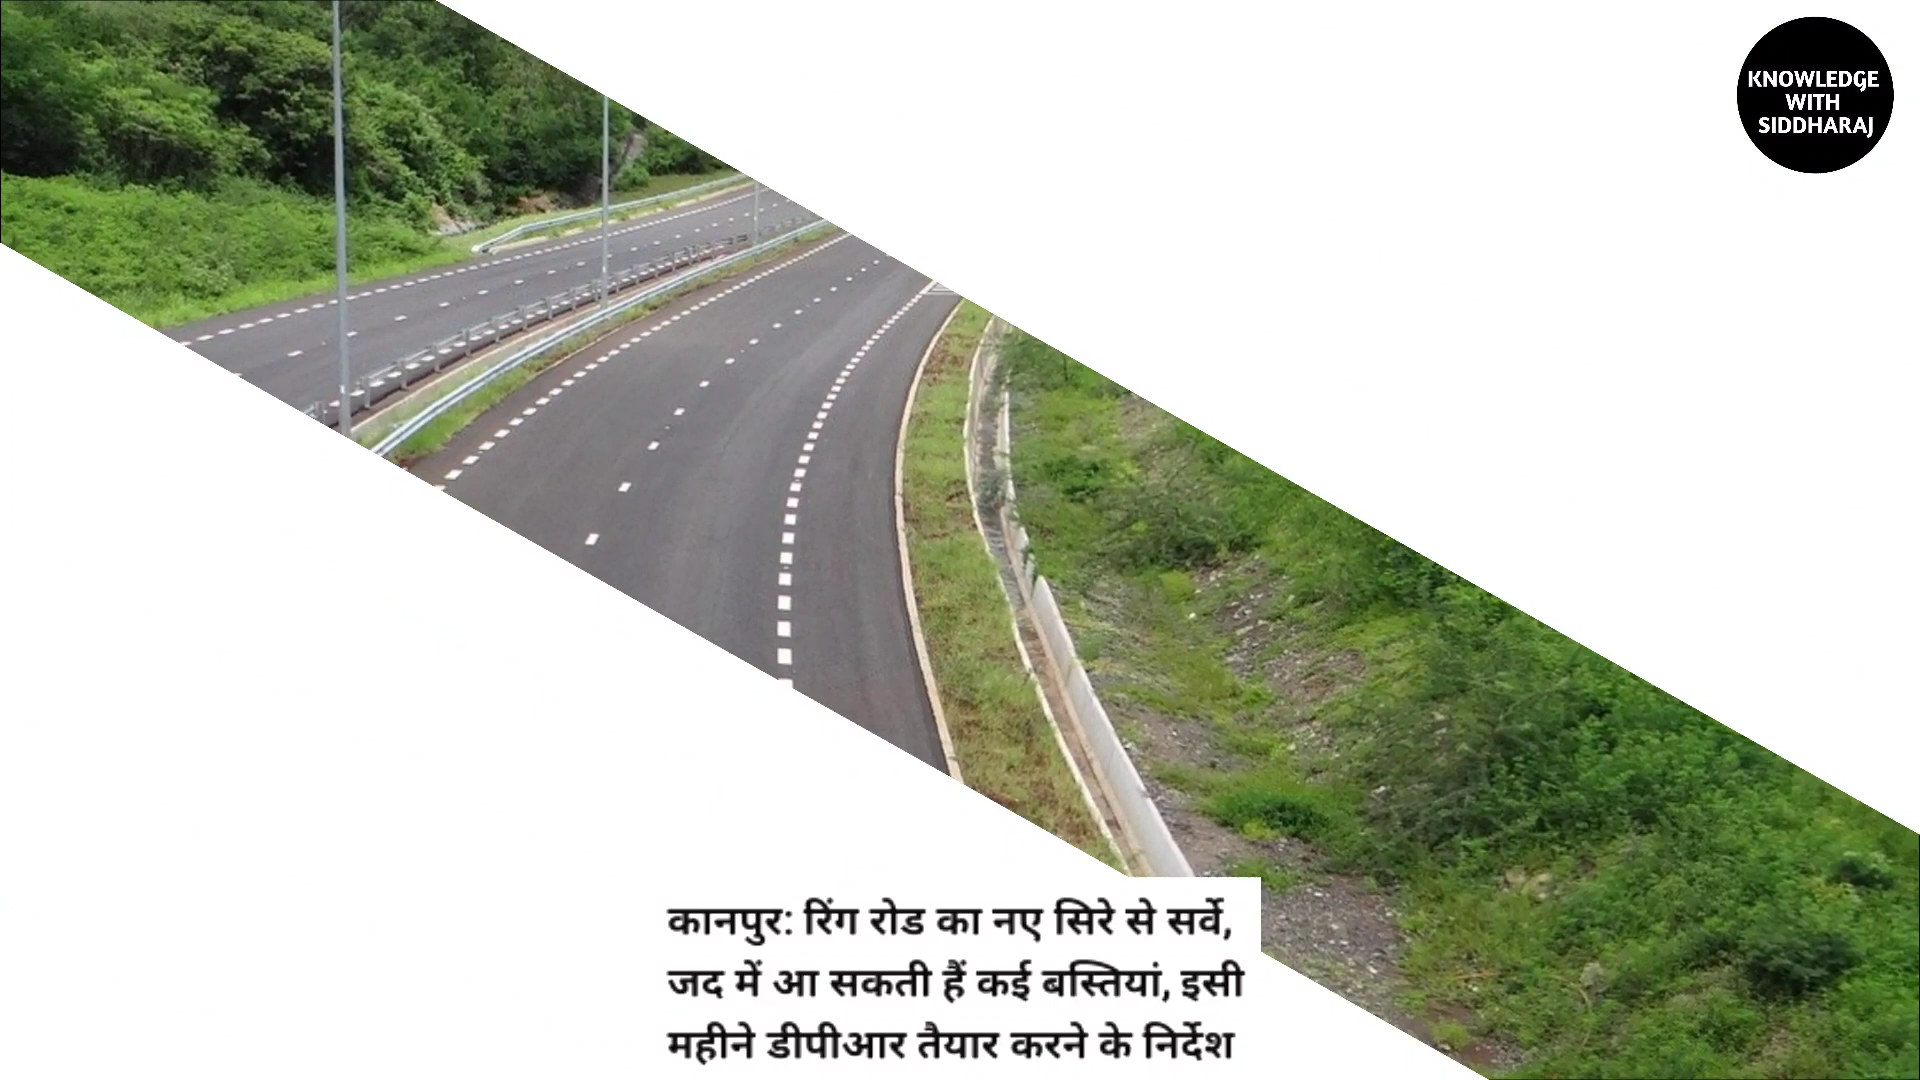 KNOWLEDGE
WITH
SIDDHARAJ
कानपुर: रिंग रोड का नए सिरे से सर्वे,
जद में आ सकती हैं कई बस्तियां, इसी
महीने डीपीआर तैयार करने के निर्देश